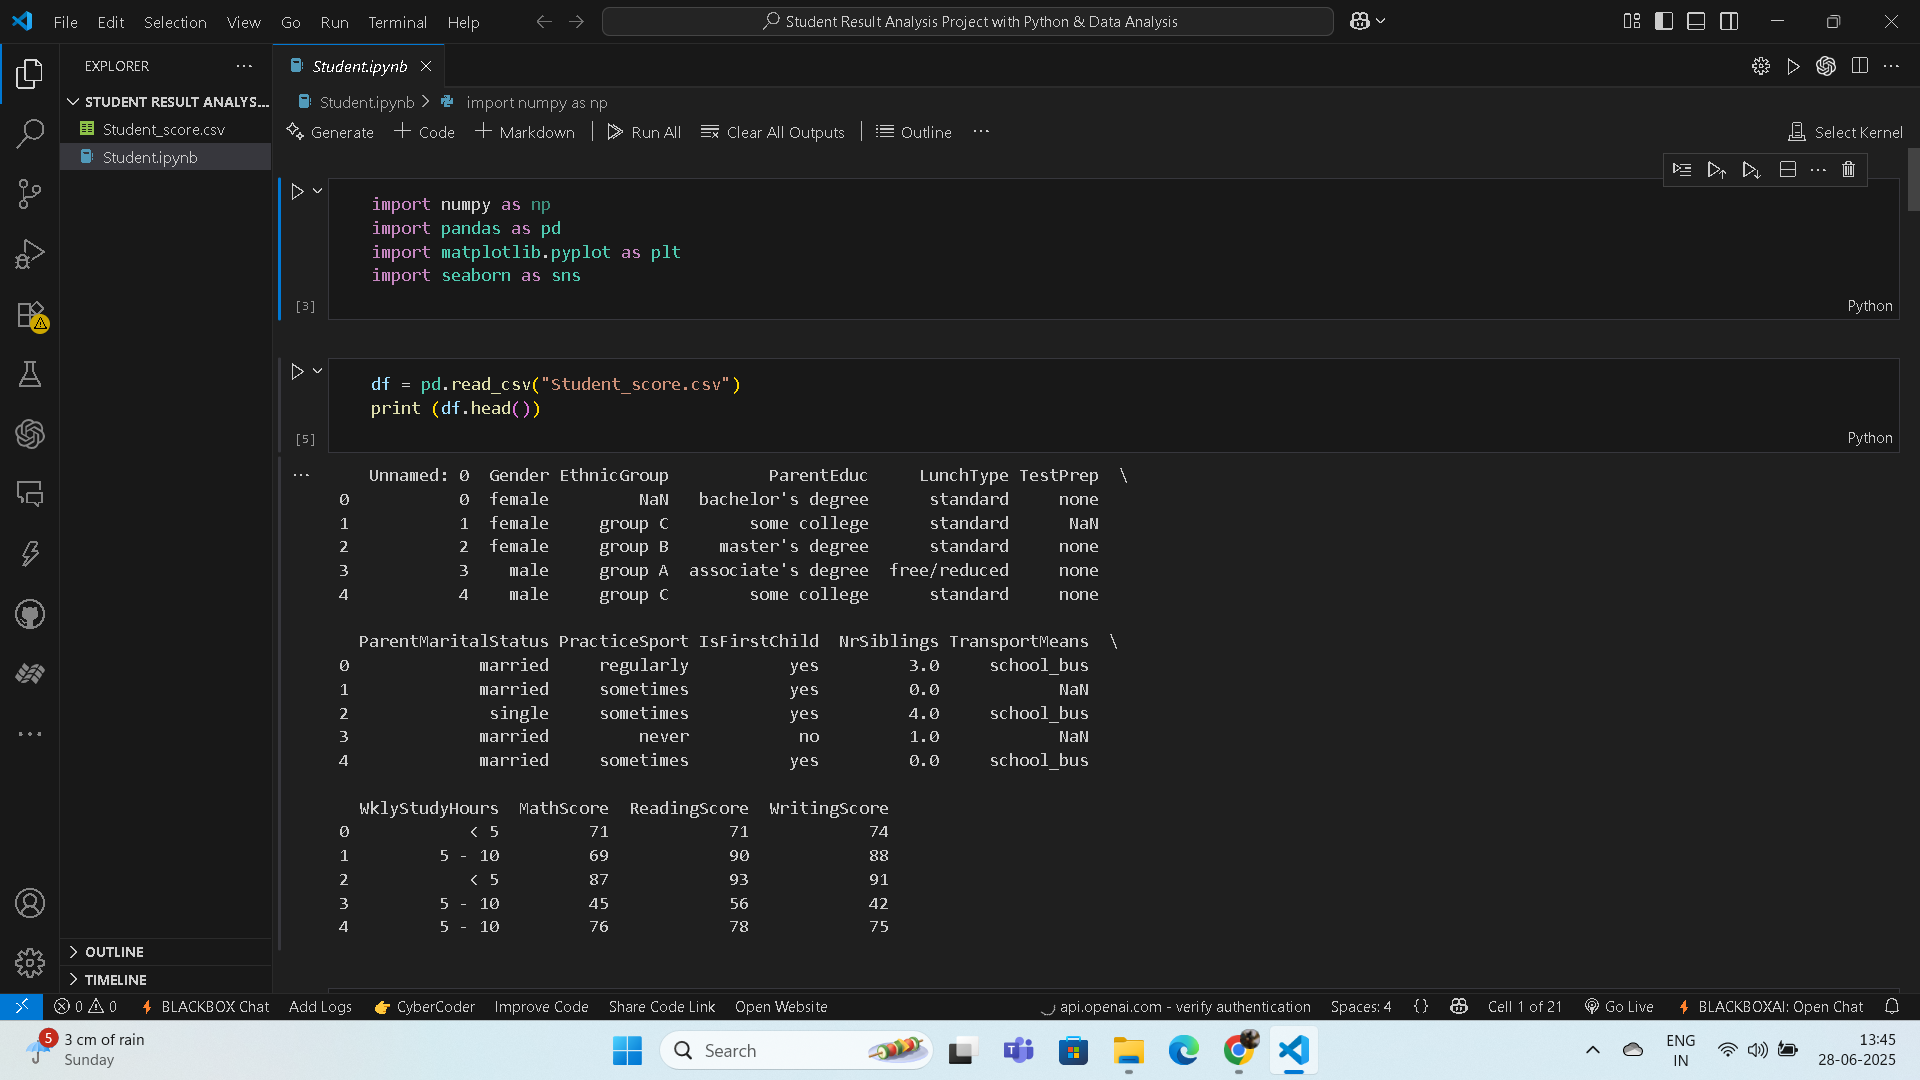 File Edit Selection View Go Run Terminal Help
Student Result Analysis Project with Python & Data Analysis
EXPLORER
STUDENT RESULT ANALYS...
Student_score.csv
Student.ipynb
Student.ipynb
Student.ipynb > import numpy as np
Generate + Code + Markdown Run All Clear All Outputs Outline ...
Select Kernel
import numpy as np
import pandas as pd
import matplotlib.pyplot as plt
import seaborn as sns
[3]
Python
df = pd.read_csv("Student_score.csv")
print (df.head())
[5]
Python
Unnamed: 0 Gender EthnicGroup ParentEduc LunchType TestPrep \
0 0 female NaN bachelor's degree standard none
1 1 female group C some college standard NaN
2 2 female group B master's degree standard none
3 3 male group A associate's degree free/reduced none
4 4 male group C some college standard none
ParentMaritalStatus PracticeSport IsFirstChild NrSiblings TransportMeans \
0 married regularly yes 3.0 school_bus
1 married sometimes yes 0.0 NaN
2 single sometimes yes 4.0 school_bus
3 married never no 1.0 NaN
4 married sometimes yes 0.0 school_bus
WklyStudyHours MathScore ReadingScore WritingScore
0 < 5 71 71 74
1 5 - 10 69 90 88
2 < 5 87 93 91
3 5 - 10 45 56 42
4 5 - 10 76 78 75
OUTLINE
TIMELINE
0 0 BLACKBOX Chat Add Logs CyberCoder Improve Code Share Code Link Open Website
api.openai.com - verify authentication Spaces: 4 {} Cell 1 of 21 Go Live BLACKBOXAI: Open Chat
5
3 cm of rain
Sunday
Search
ENG
IN
13:45
28-06-2025